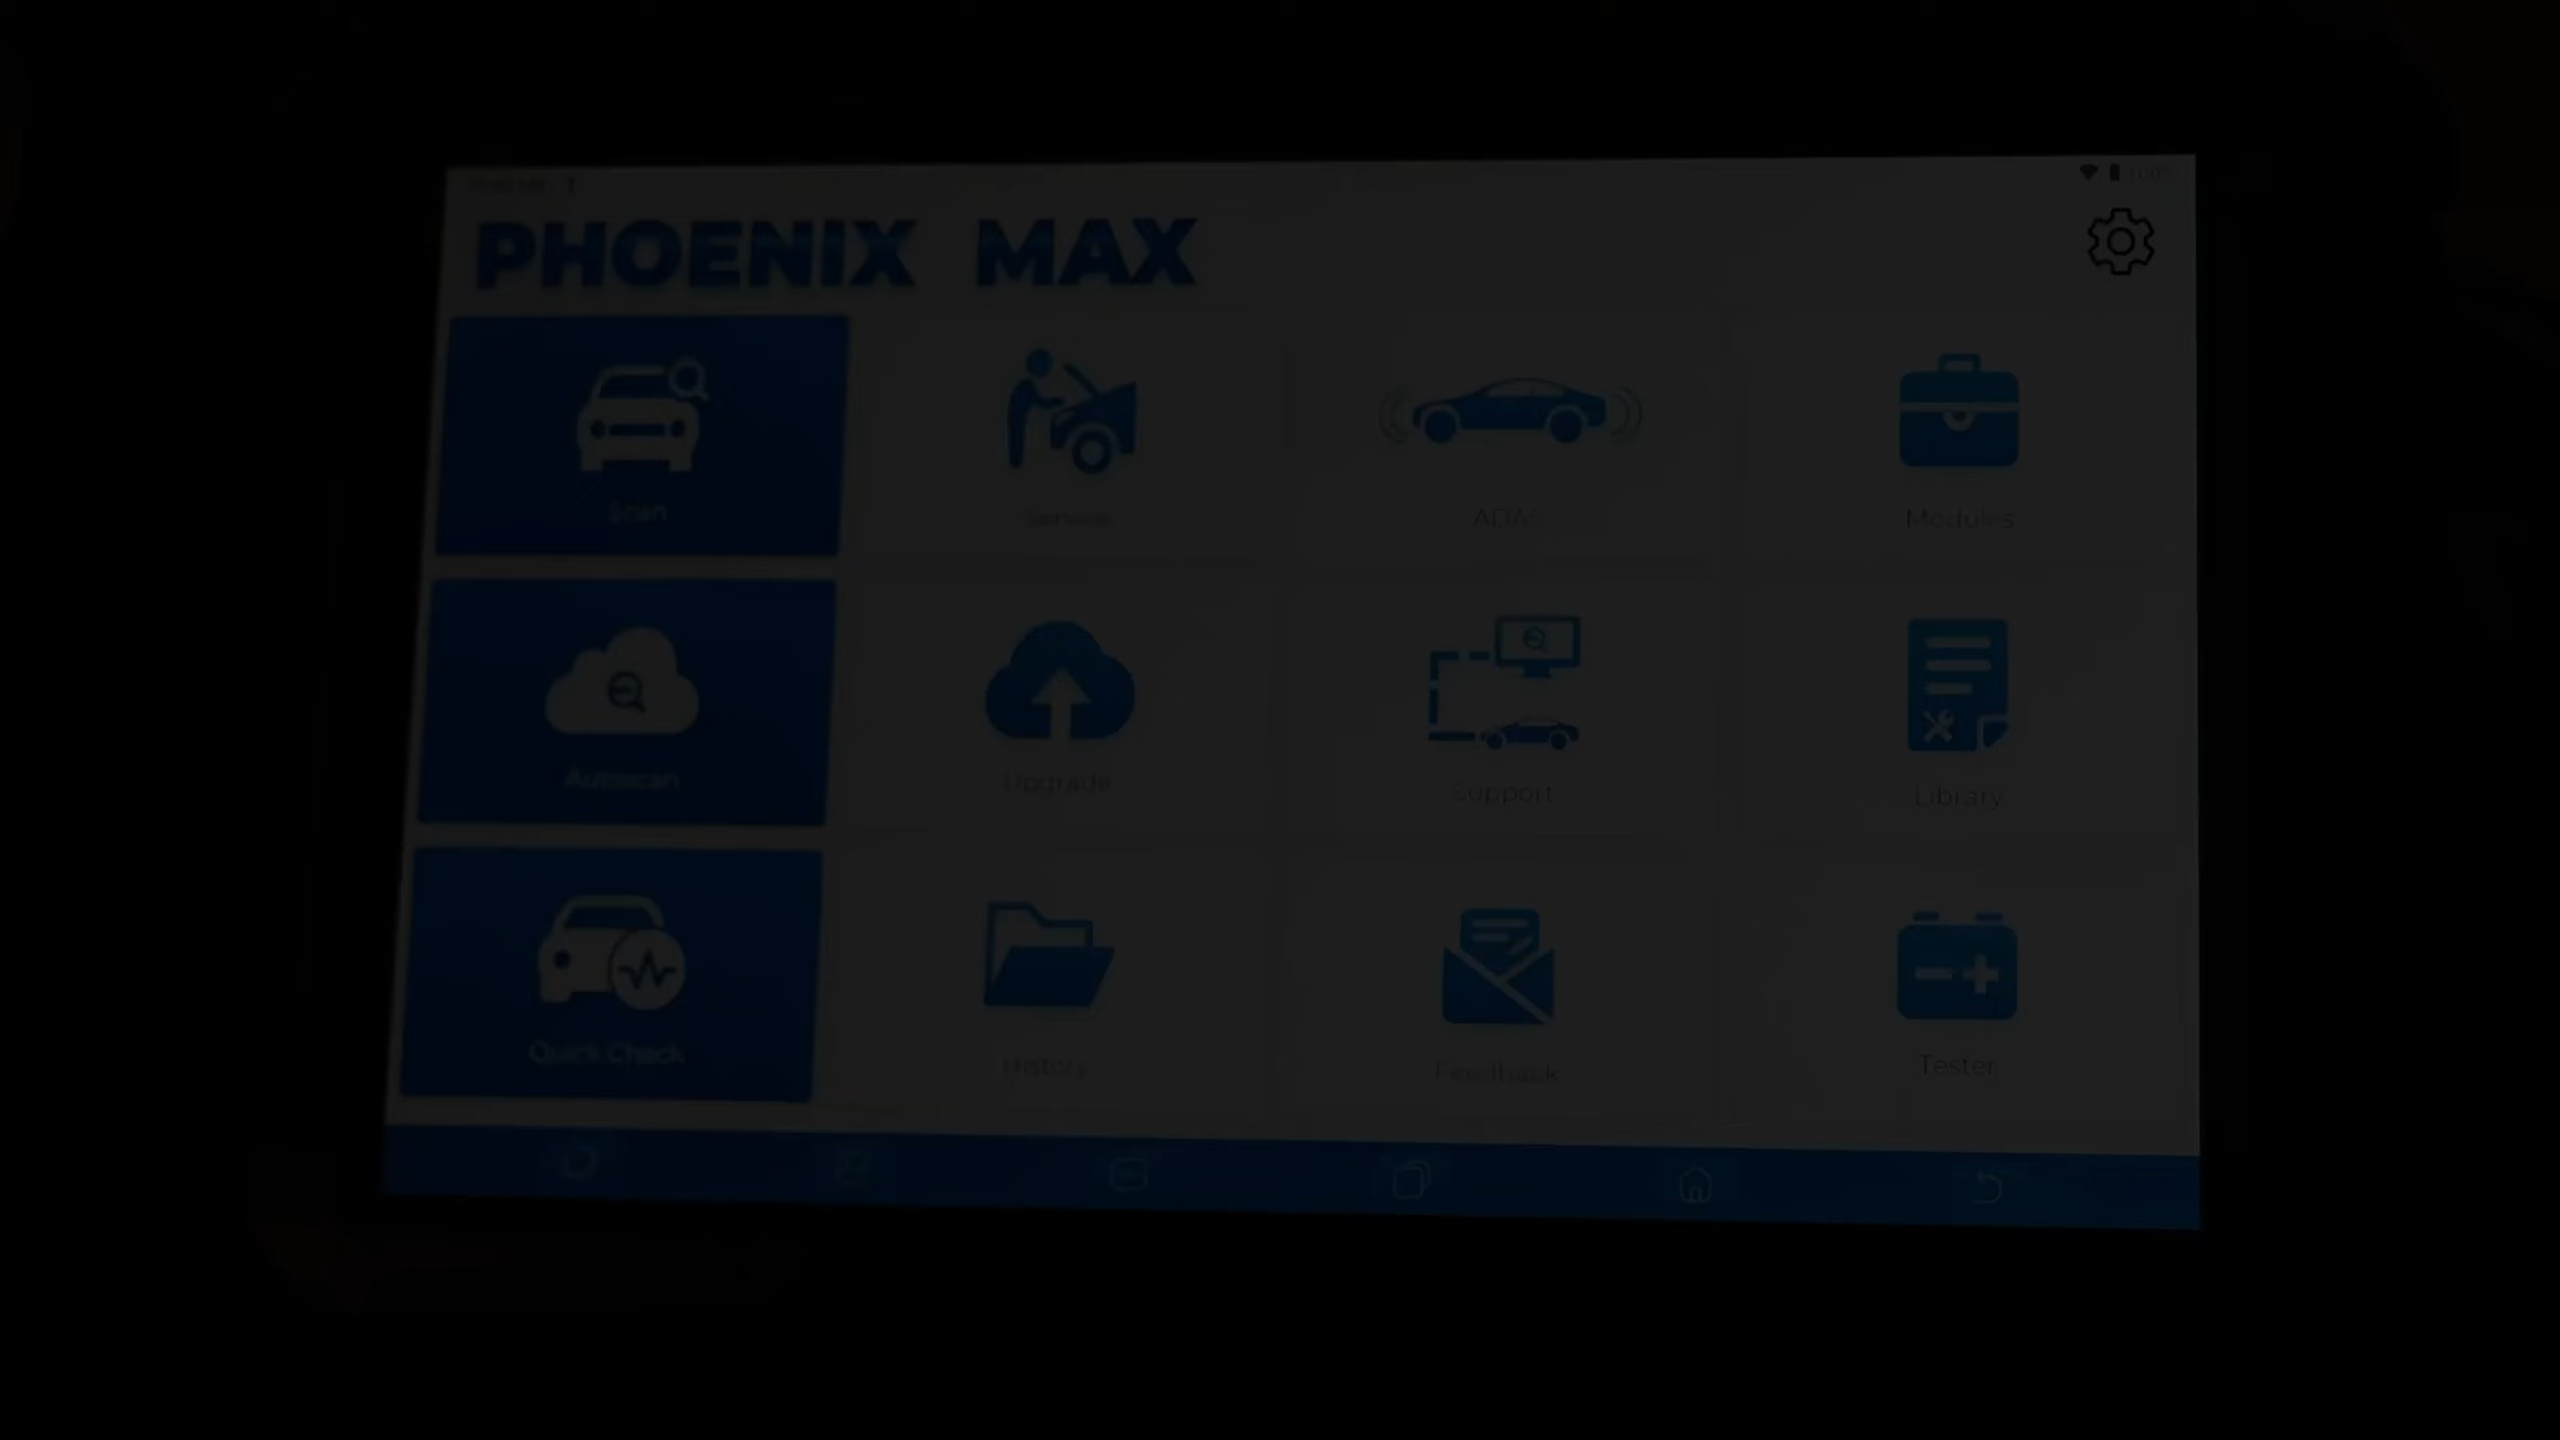 PHOENIX MAX
Scan
Service
ADAS
Modules
Autoscan
Upgrade
Support
Library
Quick Check
History
Feedback
Tester